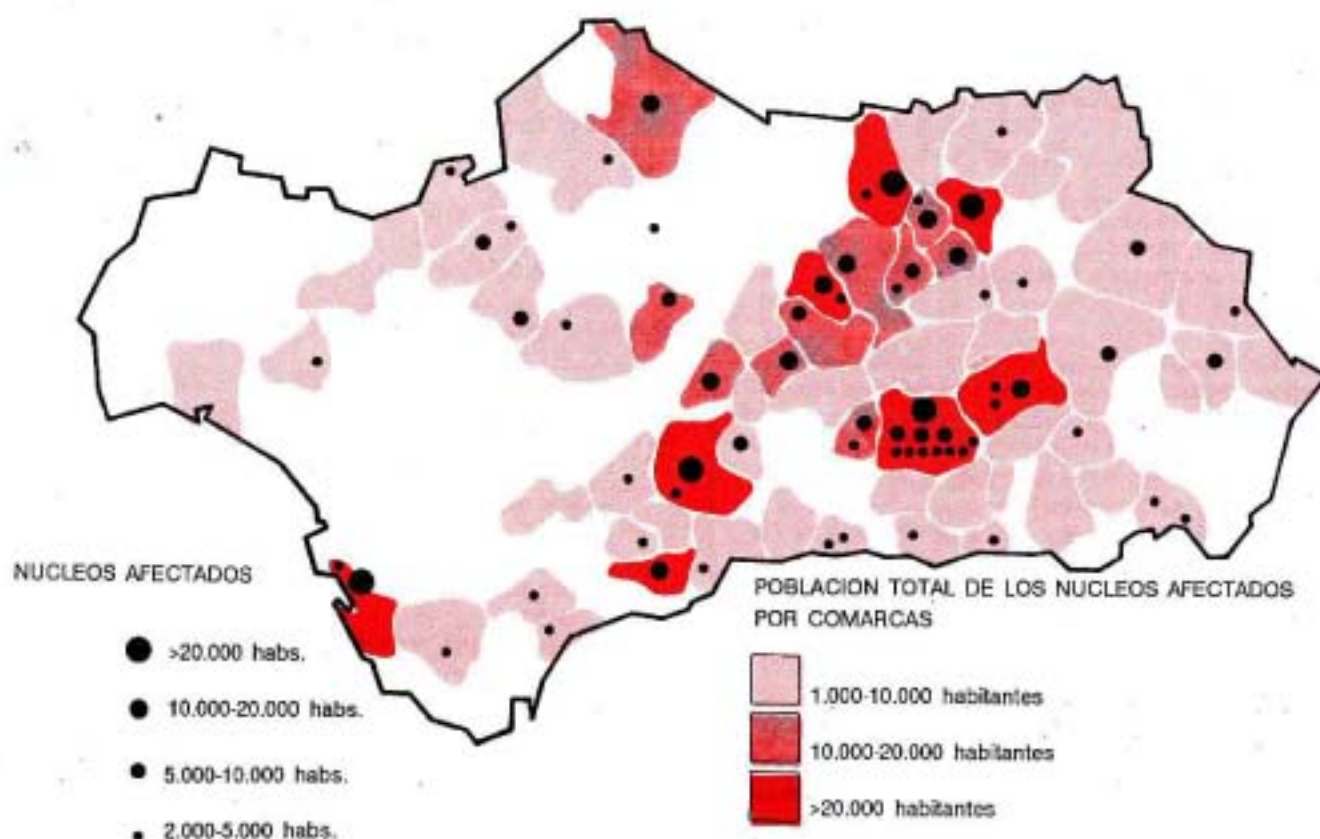 NUCLEOS AFECTADOS
>20.000 habs.
10.000-20.000 habs.
5.000-10.000 habs.
2.000-5.000 habs.
POBLACION TOTAL DE LOS NUCLEOS AFECTADOS
POR COMARCAS
1.000-10.000 habitantes
10.000-20.000 habitantes
>20.000 habitantes